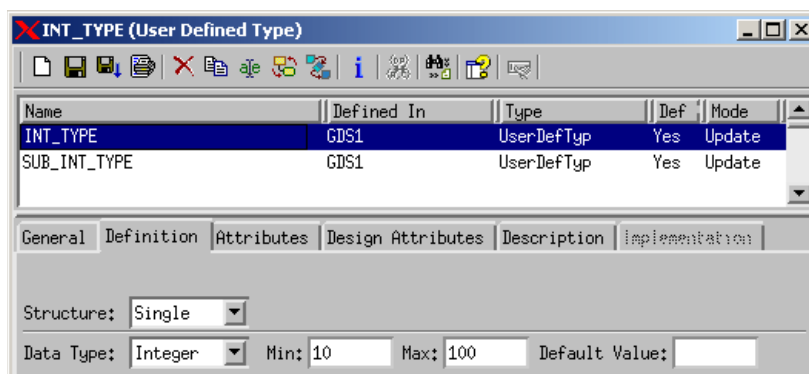 INT_TYPE (User Defined Type)
Name Defined In Type Def Mode
INT_TYPE GDS1 UserDefTyp Yes Update
SUB_INT_TYPE GDS1 UserDefTyp Yes Update
General Definition Attributes Design Attributes Description Implementation
Structure: Single
Data Type: Integer Min: 10 Max: 100 Default Value: